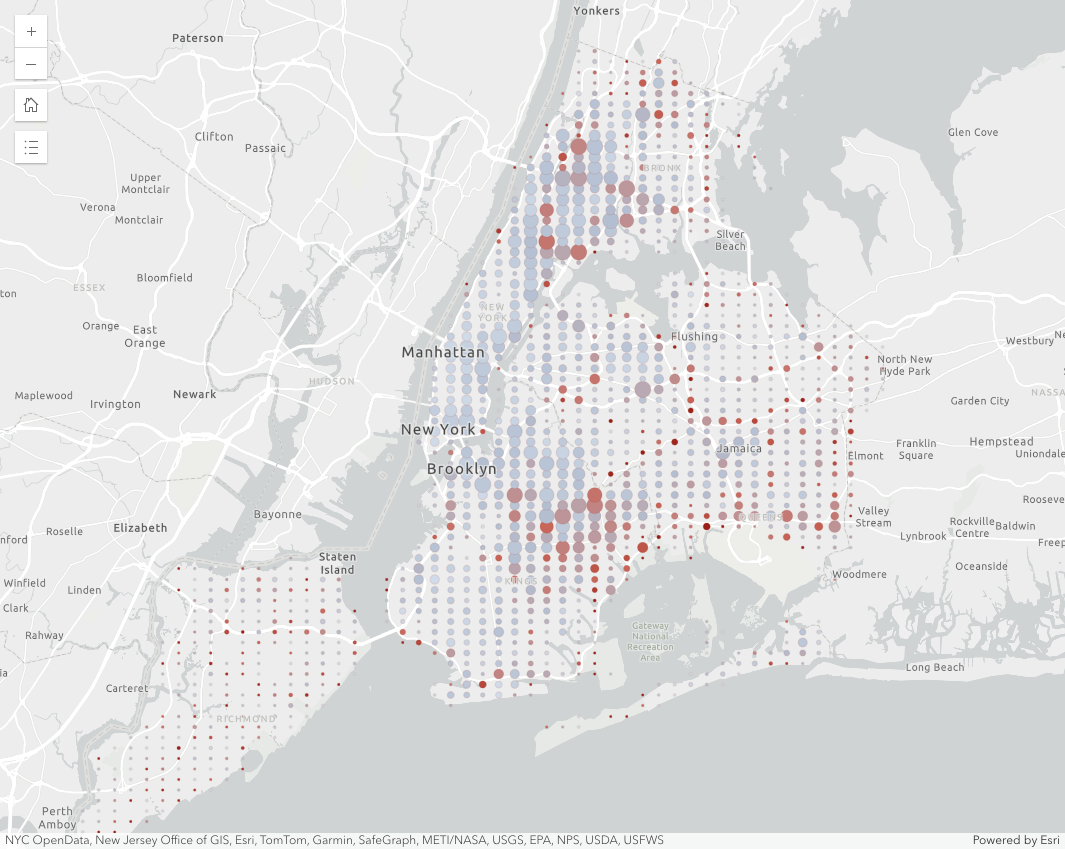 Yonkers
Paterson
+
−
Clifton
Passaic
Glen Cove
BRONX
Upper
Montclair
Verona
Montclair
Silver
Beach
Bloomfield
ESSEX
ton
NEW
YORK
Orange
East
Orange
Flushing
Westbury
Ne
Manhattan
North New
Hyde Park
HUDSON
Maplewood
Newark
Irvington
NASSA
Garden City
New York
Jamaica
Franklin
Square
Hempstead
Uniondale
Elmont
Brooklyn
Roosev
Bayonne
QUEENS
Valley
Stream
Rockville
Centre
Baldwin
Roselle
Elizabeth
nford
Lynbrook
Freep
Staten
Island
Oceanside
Woodmere
Winfield
Linden
KINGS
Clark
Rahway
Gateway
National
Recreation
Area
ia
Long Beach
Carteret
RICHMOND
Perth
Amboy
NYC OpenData, New Jersey Office of GIS, Esri, TomTom, Garmin, SafeGraph, METI/NASA, USGS, EPA, NPS, USDA, USFWS
Powered by Esri